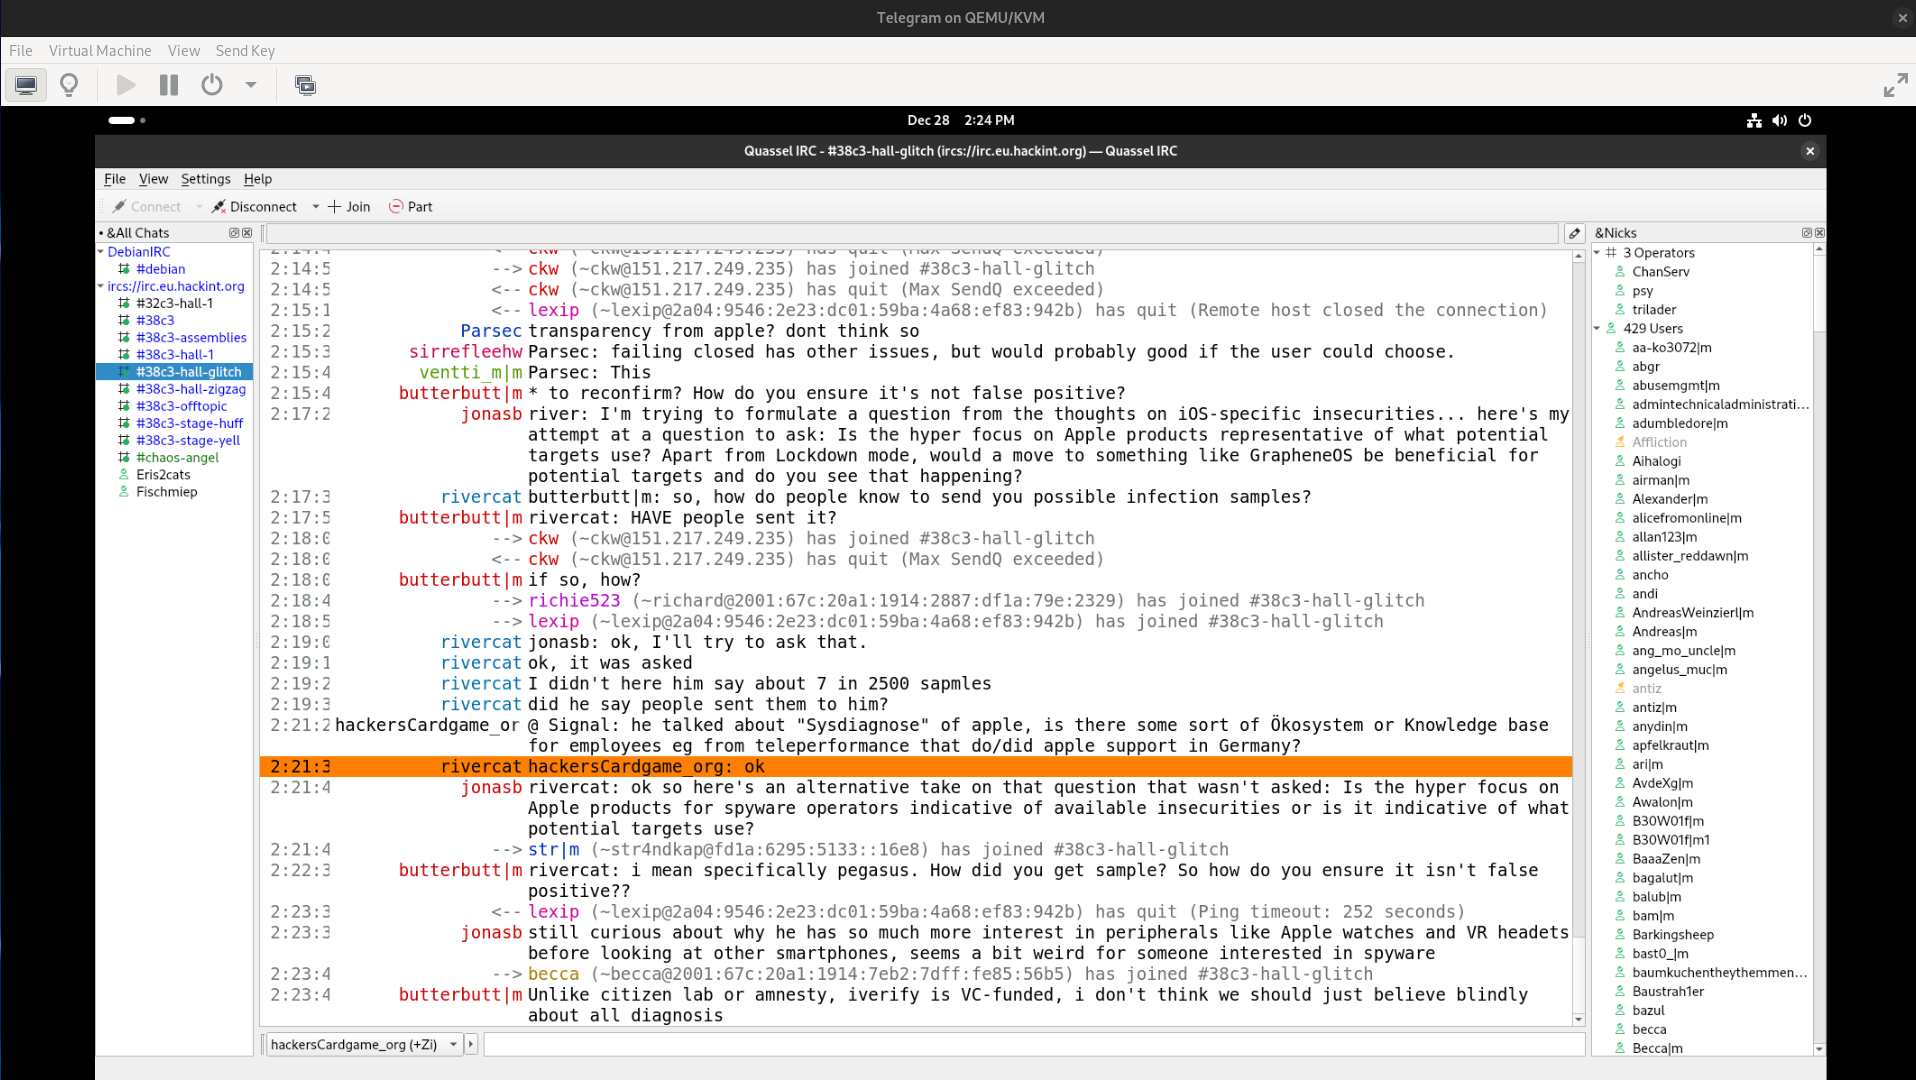 Telegram on QEMU/KVM
File Virtual Machine View Send Key
Dec 28 2:24 PM
Quassel IRC - #38c3-hall-glitch (ircs://irc.eu.hackint.org) — Quassel IRC
File View Settings Help
Connect Disconnect Join Part
&All Chats
DebianIRC
#debian
ircs://irc.eu.hackint.org
#32c3-hall-1
#38c3
#38c3-assemblies
#38c3-hall-1
#38c3-hall-glitch
#38c3-hall-zigzag
#38c3-offtopic
#38c3-stage-huff
#38c3-stage-yell
#chaos-angel
Eris2cats
Fischmiep
2:14:4 <-- ckw (~ckw@151.217.249.235) has quit (Max SendQ exceeded)
2:14:5 --> ckw (~ckw@151.217.249.235) has joined #38c3-hall-glitch
2:14:5 <-- ckw (~ckw@151.217.249.235) has quit (Max SendQ exceeded)
2:15:1 <-- lexip (~lexip@2a04:9546:2e23:dc01:59ba:4a68:ef83:942b) has quit (Remote host closed the connection)
2:15:2 Parsec transparency from apple? dont think so
2:15:3 sirrefleehw Parsec: failing closed has other issues, but would probably good if the user could choose.
2:15:4 ventti_m|m Parsec: This
2:15:4 butterbutt|m * to reconfirm? How do you ensure it's not false positive?
2:17:2 jonasb river: I'm trying to formulate a question from the thoughts on iOS-specific insecurities... here's my
attempt at a question to ask: Is the hyper focus on Apple products representative of what potential
targets use? Apart from Lockdown mode, would a move to something like GrapheneOS be beneficial for
potential targets and do you see that happening?
2:17:3 rivercat butterbutt|m: so, how do people know to send you possible infection samples?
2:17:5 butterbutt|m rivercat: HAVE people sent it?
2:18:0 --> ckw (~ckw@151.217.249.235) has joined #38c3-hall-glitch
2:18:0 <-- ckw (~ckw@151.217.249.235) has quit (Max SendQ exceeded)
2:18:0 butterbutt|m if so, how?
2:18:4 --> richie523 (~richard@2001:67c:20a1:1914:2887:df1a:79e:2329) has joined #38c3-hall-glitch
2:18:5 --> lexip (~lexip@2a04:9546:2e23:dc01:59ba:4a68:ef83:942b) has joined #38c3-hall-glitch
2:19:0 rivercat jonasb: ok, I'll try to ask that.
2:19:1 rivercat ok, it was asked
2:19:2 rivercat I didn't here him say about 7 in 2500 sapmles
2:19:3 rivercat did he say people sent them to him?
2:21:2 hackersCardgame_or @ Signal: he talked about "Sysdiagnose" of apple, is there some sort of Ökosystem or Knowledge base
for employees eg from teleperformance that do/did apple support in Germany?
2:21:3 rivercat hackersCardgame_org: ok
2:21:4 jonasb rivercat: ok so here's an alternative take on that question that wasn't asked: Is the hyper focus on
Apple products for spyware operators indicative of available insecurities or is it indicative of what
potential targets use?
2:21:4 --> str|m (~str4ndkap@fd1a:6295:5133::16e8) has joined #38c3-hall-glitch
2:22:3 butterbutt|m rivercat: i mean specifically pegasus. How did you get sample? So how do you ensure it isn't false
positive??
2:23:3 <-- lexip (~lexip@2a04:9546:2e23:dc01:59ba:4a68:ef83:942b) has quit (Ping timeout: 252 seconds)
2:23:3 jonasb still curious about why he has so much more interest in peripherals like Apple watches and VR headets
before looking at other smartphones, seems a bit weird for someone interested in spyware
2:23:4 --> becca (~becca@2001:67c:20a1:1914:7eb2:7dff:fe85:56b5) has joined #38c3-hall-glitch
2:23:4 butterbutt|m Unlike citizen lab or amnesty, iverify is VC-funded, i don't think we should just believe blindly
about all diagnosis
hackersCardgame_org (+Zi)
&Nicks
3 Operators
ChanServ
psy
trilader
429 Users
aa-ko3072|m
abgr
abusemgmt|m
admintechnicaladministrati...
adumbledore|m
Affliction
Aihalogi
airman|m
Alexander|m
alicefromonline|m
allan123|m
allister_reddawn|m
ancho
andi
AndreasWeinzierl|m
Andreas|m
ang_mo_uncle|m
angelus_muc|m
antiz
antiz|m
anydin|m
apfelkraut|m
ari|m
AvdeXg|m
Awalon|m
B30W01f|m
B30W01f|m1
BaaaZen|m
bagalut|m
balub|m
bam|m
Barkingsheep
bast0_|m
baumkuchentheythemmen...
Baustrah1er
bazul
becca
Becca|m